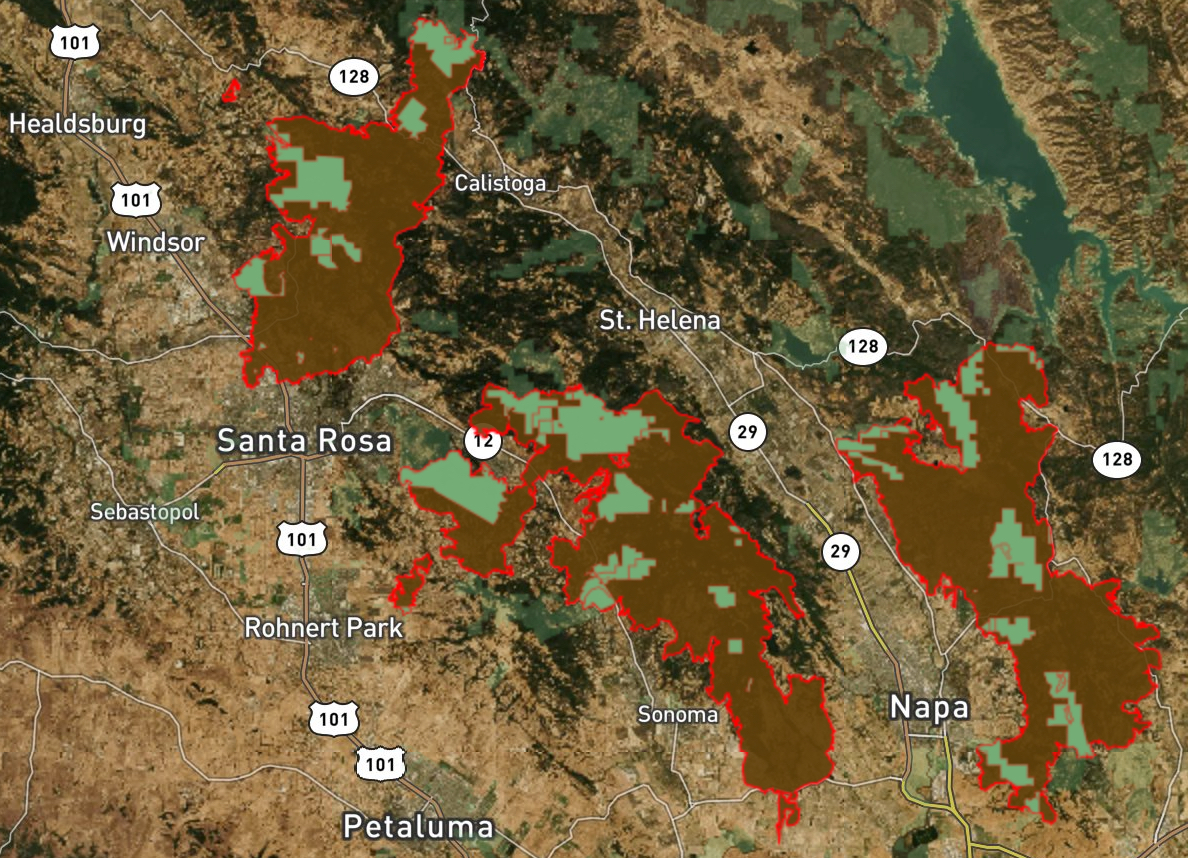 101
128
Healdsburg
Calistoga
101
Windsor
St. Helena
128
29
12
Santa Rosa
128
Sebastopol
101
29
Rohnert Park
Napa
Sonoma
101
101
Petaluma